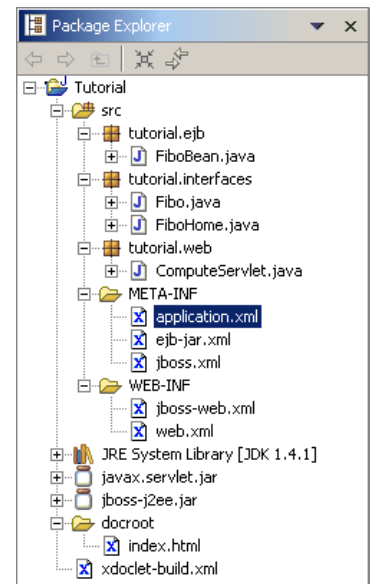 Package Explorer
Tutorial
src
tutorial.ejb
FiboBean.java
tutorial.interfaces
Fibo.java
FiboHome.java
tutorial.web
ComputeServlet.java
META-INF
application.xml
ejb-jar.xml
jboss.xml
WEB-INF
jboss-web.xml
web.xml
JRE System Library [JDK 1.4.1]
javax.servlet.jar
jboss-j2ee.jar
docroot
index.html
xdoclet-build.xml